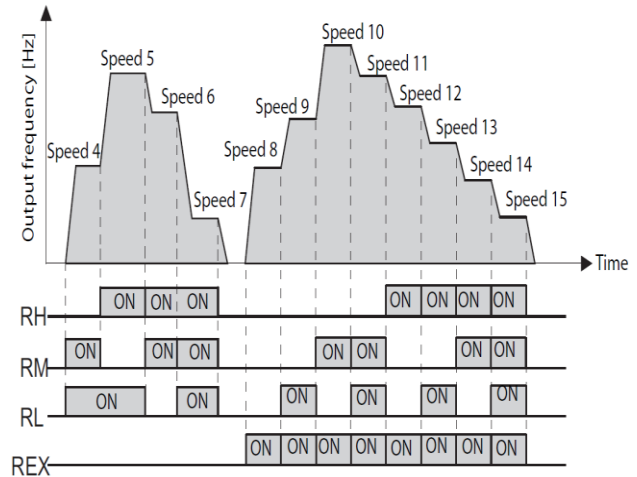 Output frequency [Hz]
Speed 4
Speed 5
Speed 6
Speed 7
Speed 8
Speed 9
Speed 10
Speed 11
Speed 12
Speed 13
Speed 14
Speed 15
Time
RH ON ON ON ON ON ON ON
RM ON ON ON ON ON ON ON
RL ON ON ON ON ON ON
REX ON ON ON ON ON ON ON ON